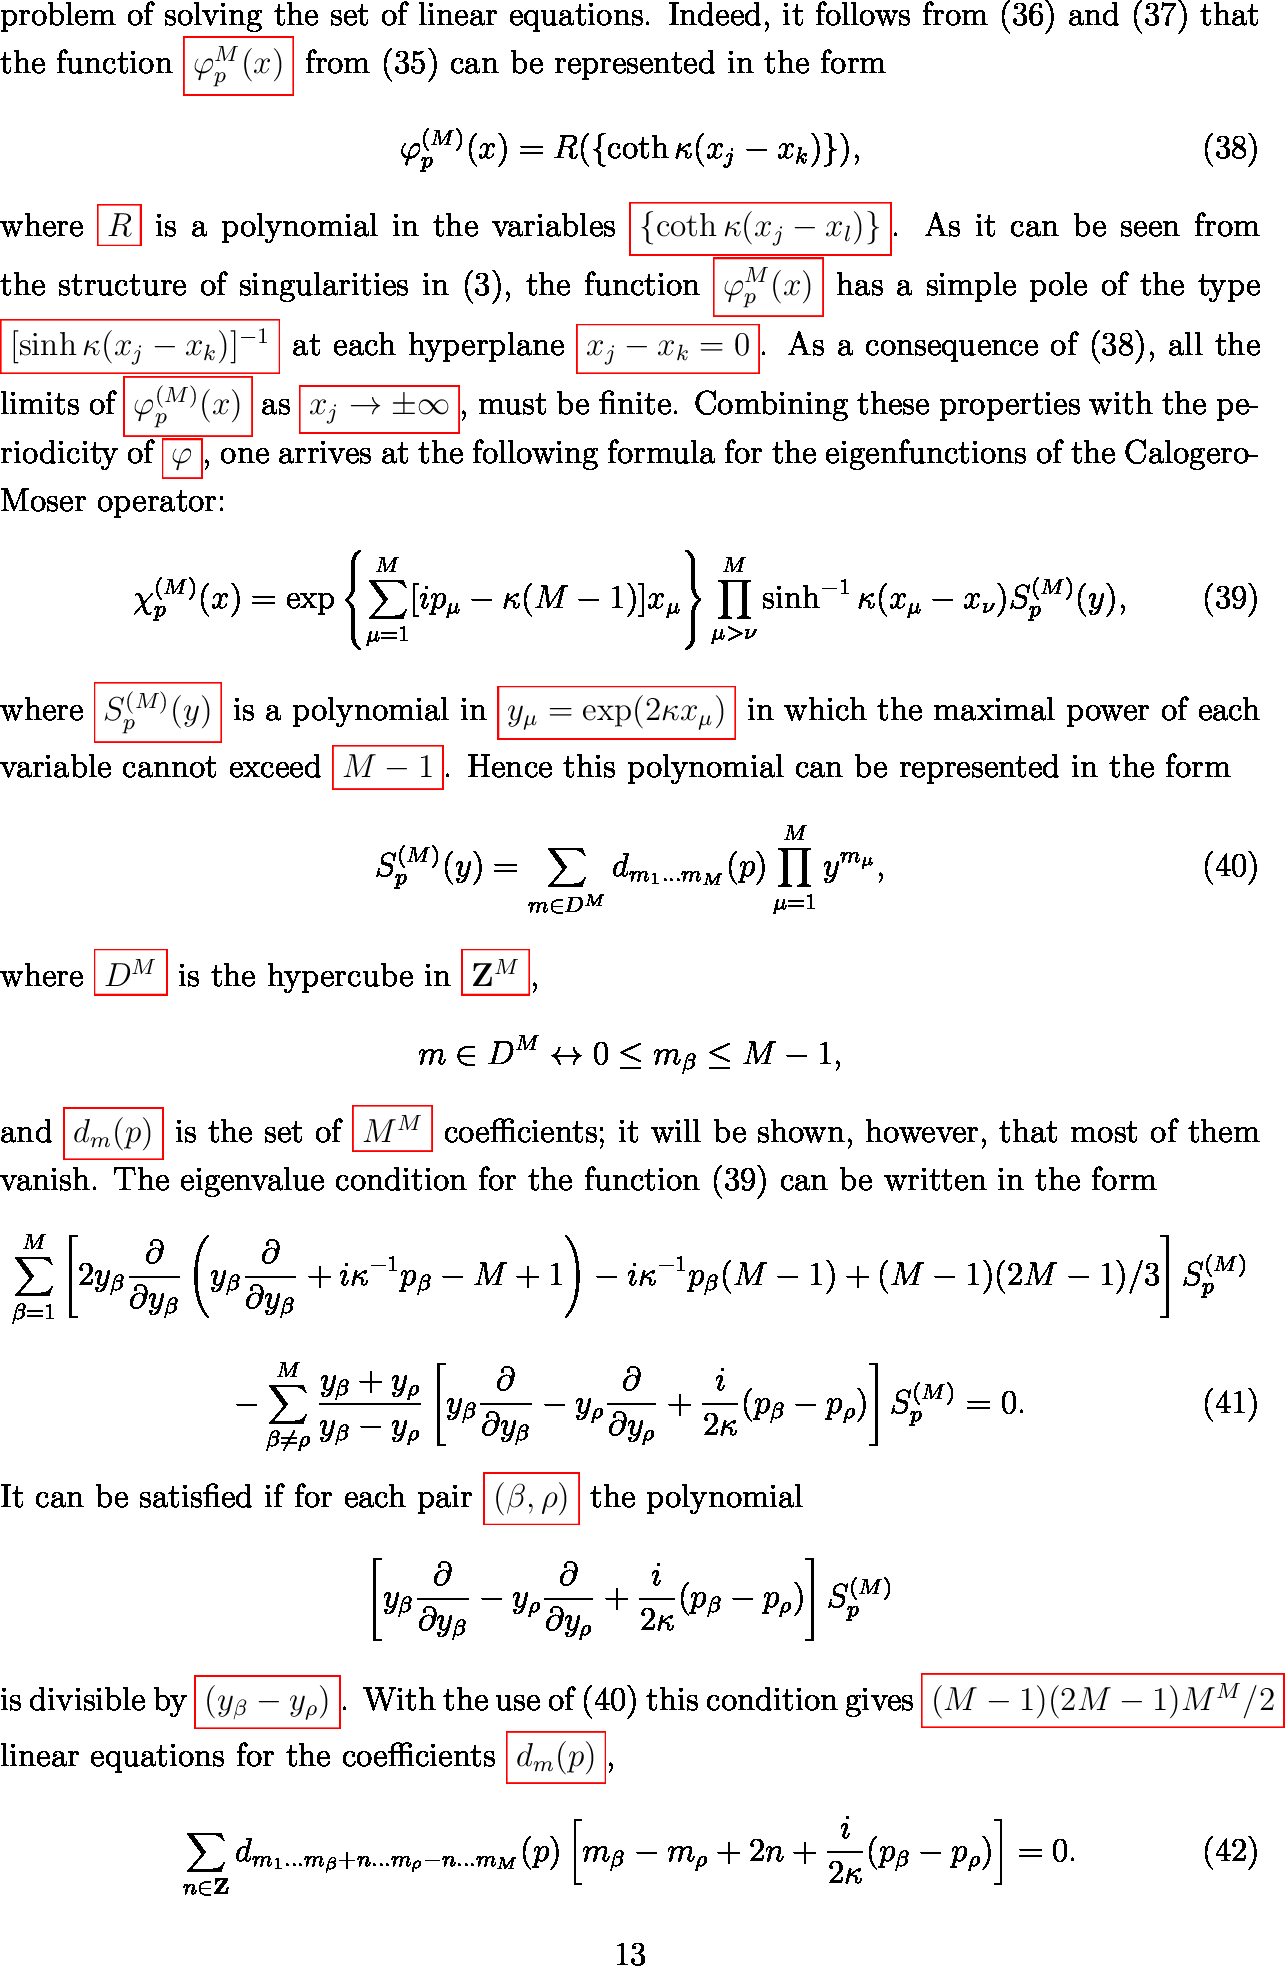 problem of solving the set of linear equations. Indeed, it follows from (36) and (37) that
the function $\varphi_p^M(x)$ from (35) can be represented in the form
$$\varphi_p^{(M)}(x) = R(\{\coth \kappa(x_j - x_k)\}), \quad (38)$$
where $R$ is a polynomial in the variables $\{\coth \kappa(x_j - x_l)\}$. As it can be seen from
the structure of singularities in (3), the function $\varphi_p^M(x)$ has a simple pole of the type
$[\sinh \kappa(x_j - x_k)]^{-1}$ at each hyperplane $x_j - x_k = 0$. As a consequence of (38), all the
limits of $\varphi_p^{(M)}(x)$ as $x_j \to \pm\infty$, must be finite. Combining these properties with the pe-
riodicity of $\varphi$, one arrives at the following formula for the eigenfunctions of the Calogero-
Moser operator:
$$\chi_p^{(M)}(x) = \exp\left\{\sum_{\mu=1}^{M}[ip_\mu - \kappa(M-1)]x_\mu\right\}\prod_{\mu>\nu}^{M}\sinh^{-1}\kappa(x_\mu - x_\nu)S_p^{(M)}(y), \quad (39)$$
where $S_p^{(M)}(y)$ is a polynomial in $y_\mu = \exp(2\kappa x_\mu)$ in which the maximal power of each
variable cannot exceed $M - 1$. Hence this polynomial can be represented in the form
$$S_p^{(M)}(y) = \sum_{m\in D^M} d_{m_1...m_M}(p)\prod_{\mu=1}^{M} y^{m_\mu}, \quad (40)$$
where $D^M$ is the hypercube in $\mathbf{Z}^M$,
$$m \in D^M \leftrightarrow 0 \leq m_\beta \leq M - 1,$$
and $d_m(p)$ is the set of $M^M$ coefficients; it will be shown, however, that most of them
vanish. The eigenvalue condition for the function (39) can be written in the form
$$\sum_{\beta=1}^{M}\left[2y_\beta\frac{\partial}{\partial y_\beta}\left(y_\beta\frac{\partial}{\partial y_\beta} + i\kappa^{-1}p_\beta - M + 1\right) - i\kappa^{-1}p_\beta(M-1) + (M-1)(2M-1)/3\right]S_p^{(M)}$$
$$-\sum_{\beta\neq\rho}^{M}\frac{y_\beta + y_\rho}{y_\beta - y_\rho}\left[y_\beta\frac{\partial}{\partial y_\beta} - y_\rho\frac{\partial}{\partial y_\rho} + \frac{i}{2\kappa}(p_\beta - p_\rho)\right]S_p^{(M)} = 0. \quad (41)$$
It can be satisfied if for each pair $(\beta, \rho)$ the polynomial
$$\left[y_\beta\frac{\partial}{\partial y_\beta} - y_\rho\frac{\partial}{\partial y_\rho} + \frac{i}{2\kappa}(p_\beta - p_\rho)\right]S_p^{(M)}$$
is divisible by $(y_\beta - y_\rho)$. With the use of (40) this condition gives $(M-1)(2M-1)M^M/2$
linear equations for the coefficients $d_m(p)$,
$$\sum_{n\in\mathbf{Z}} d_{m_1...m_\beta+n...m_\rho-n...m_M}(p)\left[m_\beta - m_\rho + 2n + \frac{i}{2\kappa}(p_\beta - p_\rho)\right] = 0. \quad (42)$$
13